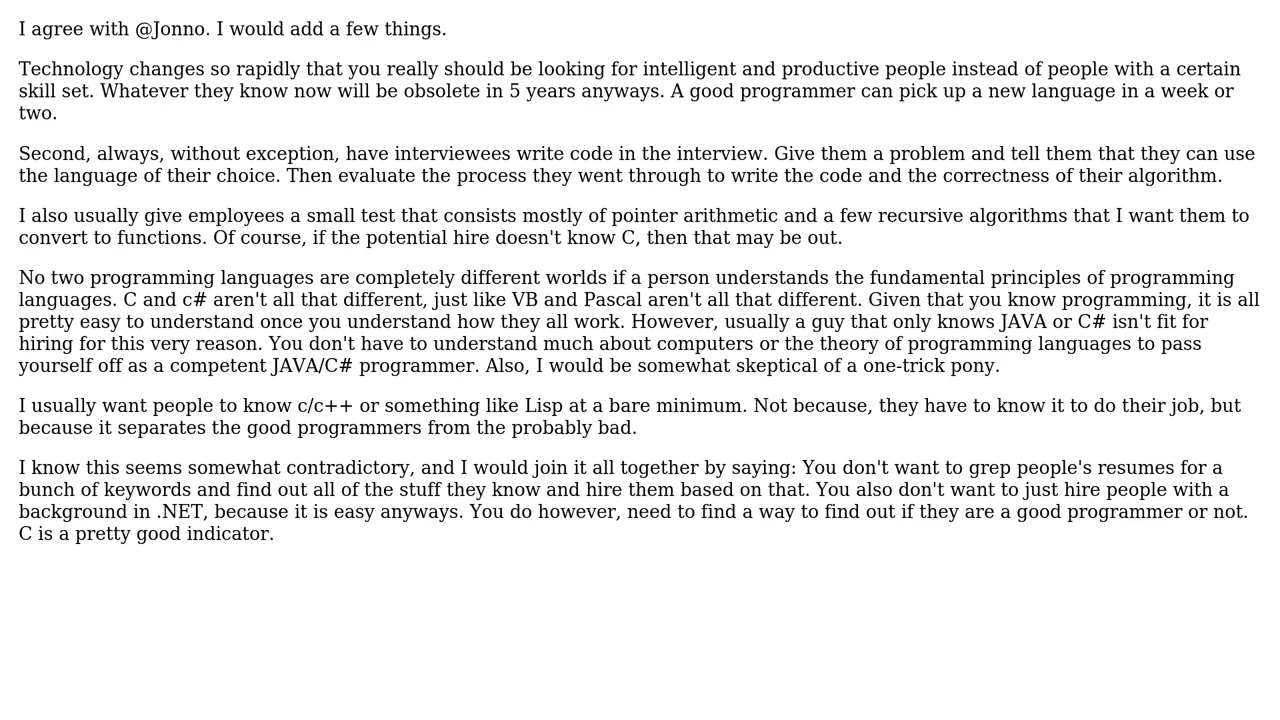 I agree with @Jonno. I would add a few things.
Technology changes so rapidly that you really should be looking for intelligent and productive people instead of people with a certain
skill set. Whatever they know now will be obsolete in 5 years anyways. A good programmer can pick up a new language in a week or
two.
Second, always, without exception, have interviewees write code in the interview. Give them a problem and tell them that they can use
the language of their choice. Then evaluate the process they went through to write the code and the correctness of their algorithm.
I also usually give employees a small test that consists mostly of pointer arithmetic and a few recursive algorithms that I want them to
convert to functions. Of course, if the potential hire doesn't know C, then that may be out.
No two programming languages are completely different worlds if a person understands the fundamental principles of programming
languages. C and c# aren't all that different, just like VB and Pascal aren't all that different. Given that you know programming, it is all
pretty easy to understand once you understand how they all work. However, usually a guy that only knows JAVA or C# isn't fit for
hiring for this very reason. You don't have to understand much about computers or the theory of programming languages to pass
yourself off as a competent JAVA/C# programmer. Also, I would be somewhat skeptical of a one-trick pony.
I usually want people to know c/c++ or something like Lisp at a bare minimum. Not because, they have to know it to do their job, but
because it separates the good programmers from the probably bad.
I know this seems somewhat contradictory, and I would join it all together by saying: You don't want to grep people's resumes for a
bunch of keywords and find out all of the stuff they know and hire them based on that. You also don't want to just hire people with a
background in .NET, because it is easy anyways. You do however, need to find a way to find out if they are a good programmer or not.
C is a pretty good indicator.